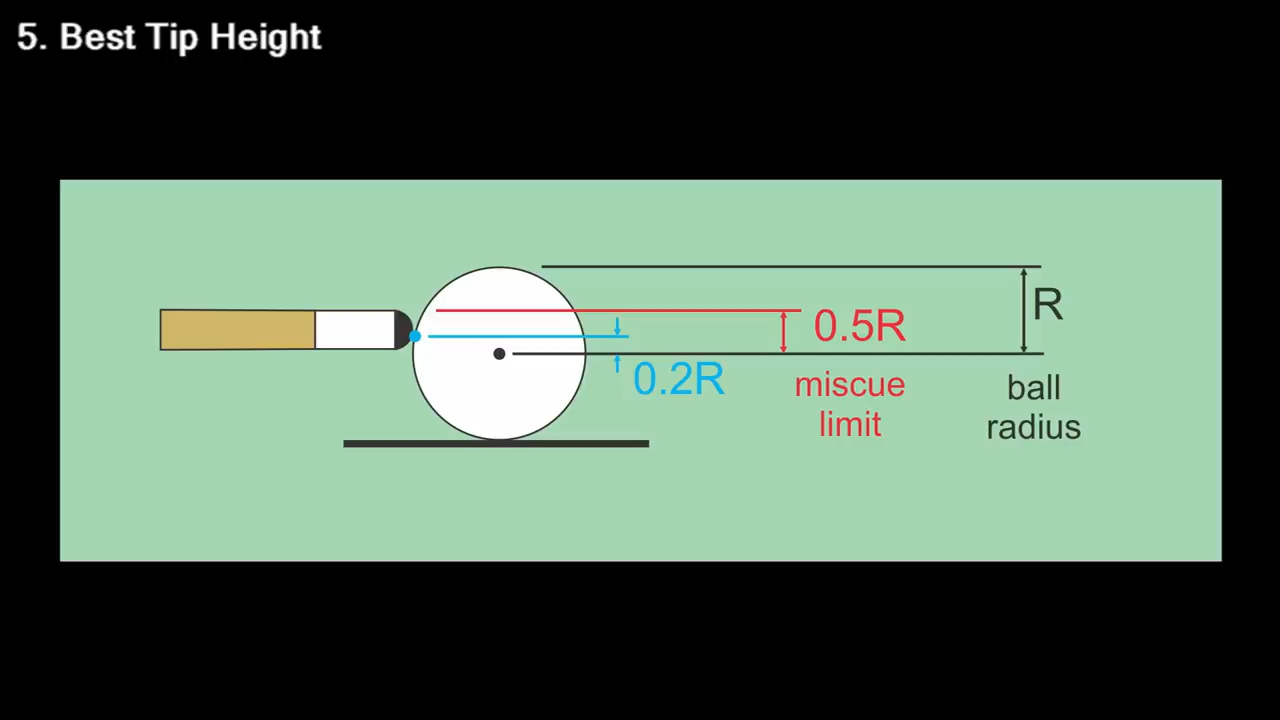 5. Best Tip Height
R
0.5R
0.2R
miscue
limit
ball
radius